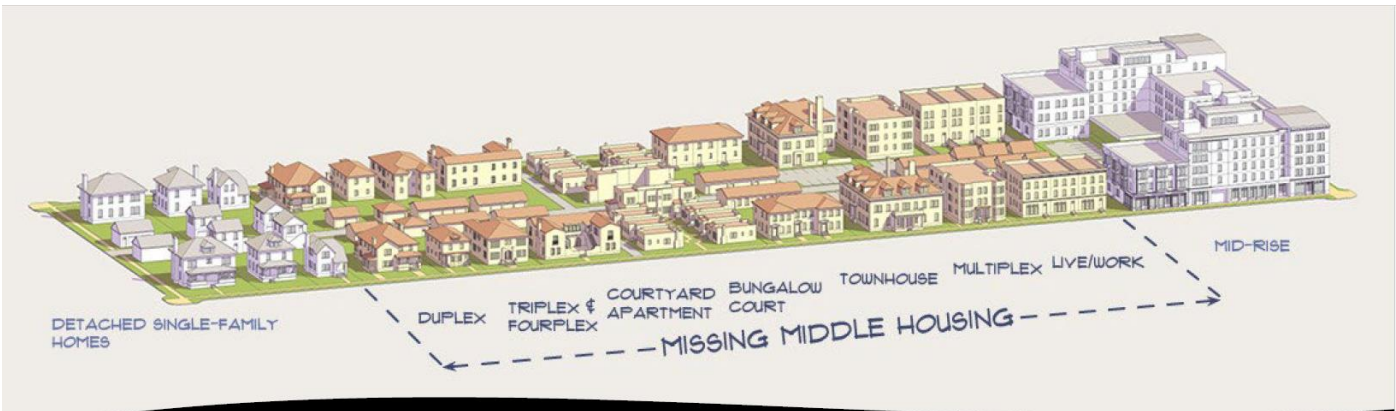 DETACHED SINGLE-FAMILY
HOMES
DUPLEX
TRIPLEX &
FOURPLEX
COURTYARD
APARTMENT
BUNGALOW
COURT
TOWNHOUSE
MULTIPLEX
LIVE/WORK
MID-RISE
MISSING MIDDLE HOUSING